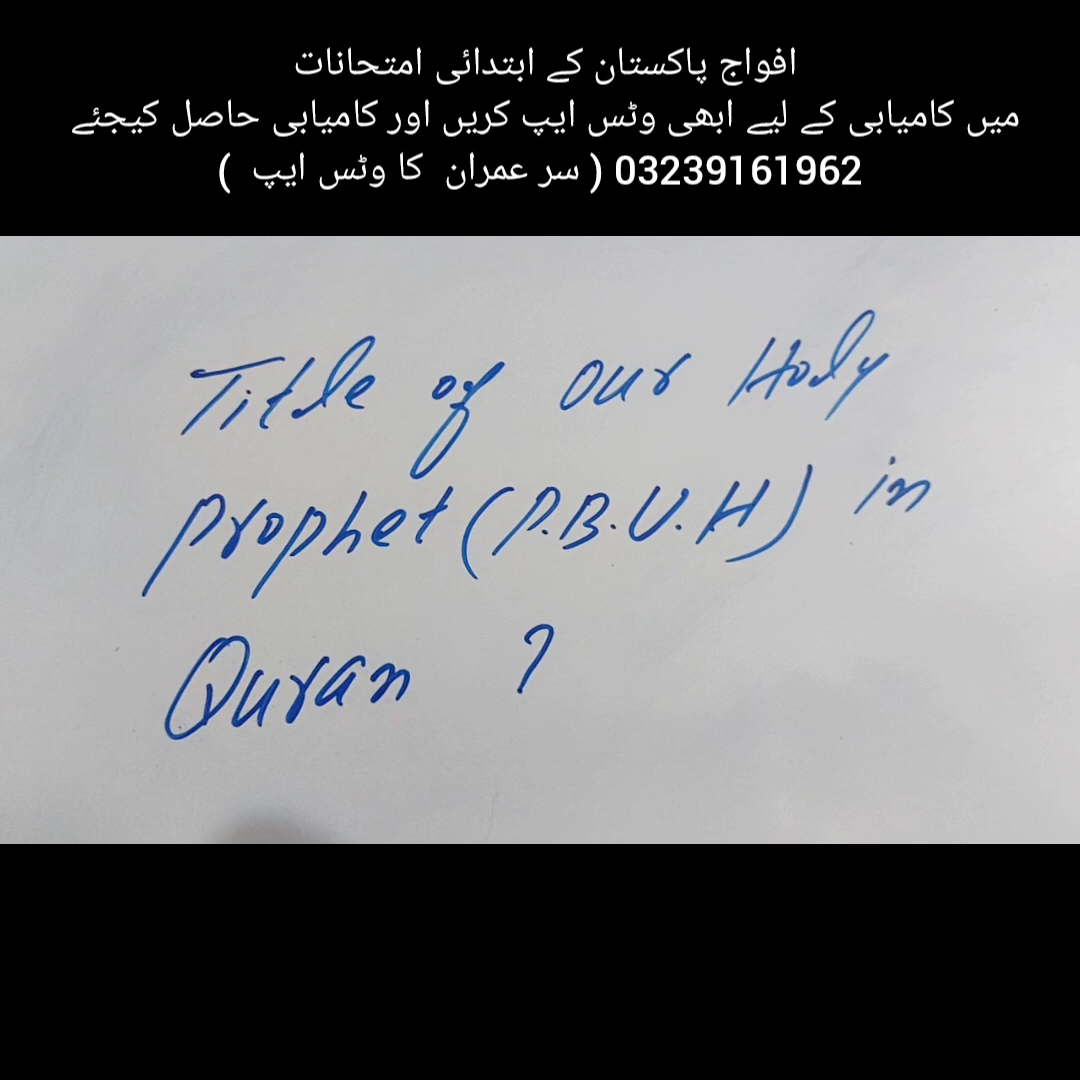 افواج پاکستان کے ابتدائی امتحانات
میں کامیابی کے لیے ابھی وٹس ایپ کریں اور کامیابی حاصل کیجئے
03239161962 ( سر عمران کا وٹس ایپ )
Title of our Holy
Prophet (P.B.U.H) in
Quran ?